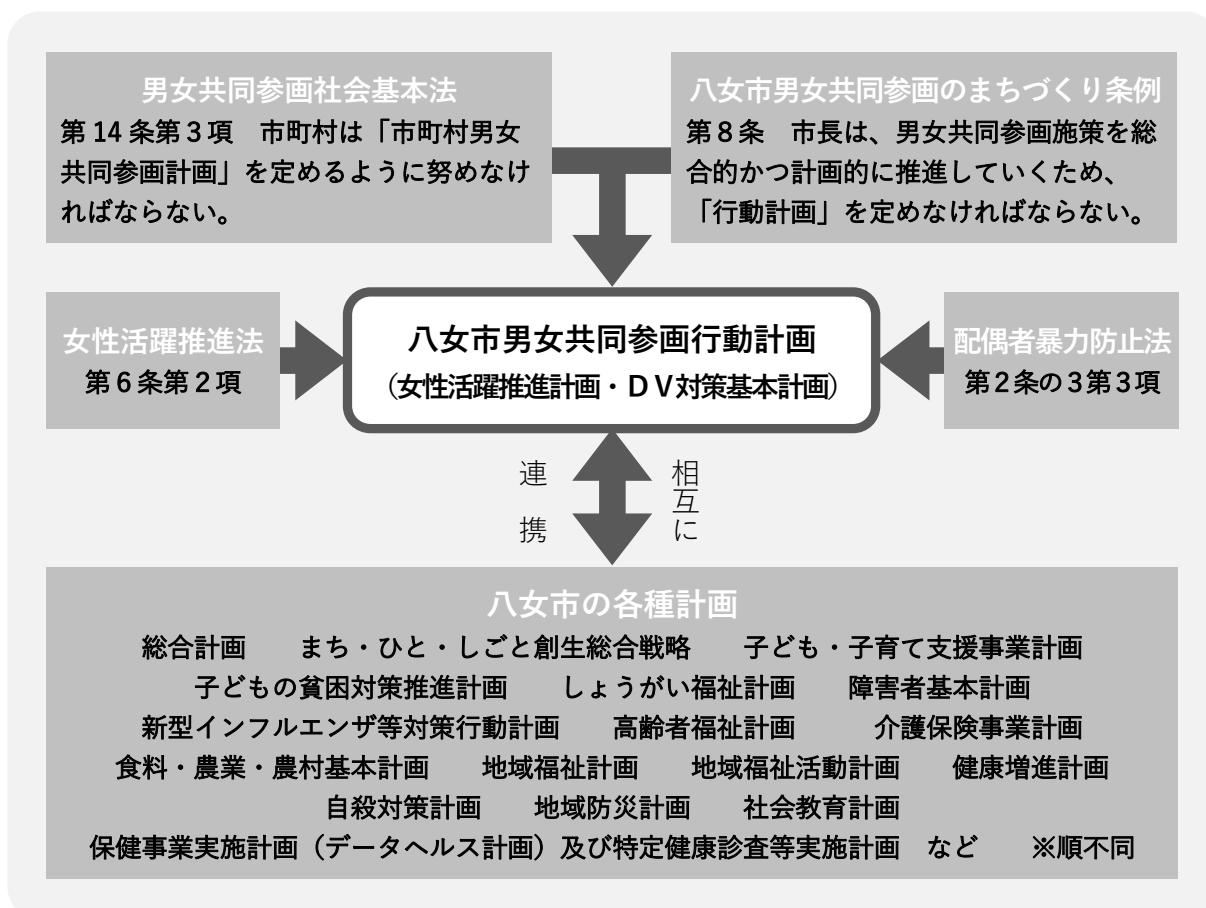 男女共同参画社会基本法
第14条第3項　市町村は「市町村男女
共同参画計画」を定めるように努めなけ
ればならない。
八女市男女共同参画のまちづくり条例
第8条　市長は、男女共同参画施策を総
合的かつ計画的に推進していくため、
「行動計画」を定めなければならない。
女性活躍推進法
第6条第2項
八女市男女共同参画行動計画
（女性活躍推進計画・ＤＶ対策基本計画）
配偶者暴力防止法
第2条の3第3項
相互に
連携
八女市の各種計画
総合計画　まち・ひと・しごと創生総合戦略　子ども・子育て支援事業計画
子どもの貧困対策推進計画　しょうがい福祉計画　障害者基本計画
新型インフルエンザ等対策行動計画　高齢者福祉計画　介護保険事業計画
食料・農業・農村基本計画　地域福祉計画　地域福祉活動計画　健康増進計画
自殺対策計画　地域防災計画　社会教育計画
保健事業実施計画（データヘルス計画）及び特定健康診査等実施計画　など　※順不同